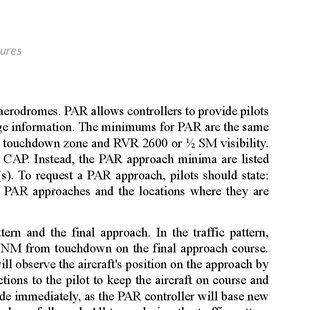 ures
aerodromes. PAR allows controllers to provide pilots
ge information. The minimums for PAR are the same
touchdown zone and RVR 2600 or ½ SM visibility.
CAP. Instead, the PAR approach minima are listed
s). To request a PAR approach, pilots should state:
PAR approaches and the locations where they are
tern and the final approach. In the traffic pattern,
NM from touchdown on the final approach course.
ill observe the aircraft's position on the approach by
ctions to the pilot to keep the aircraft on course and
de immediately, as the PAR controller will base new